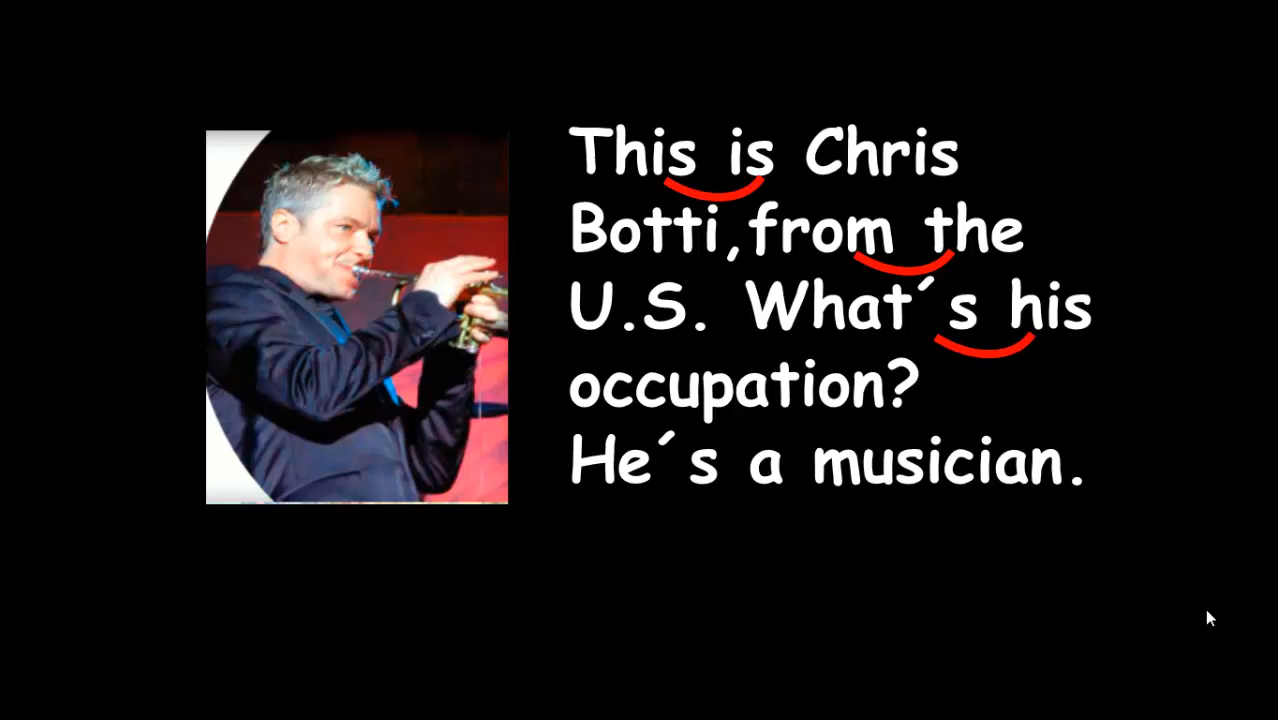 This is Chris
Botti,from the
U.S. What´s his
occupation?
He´s a musician.